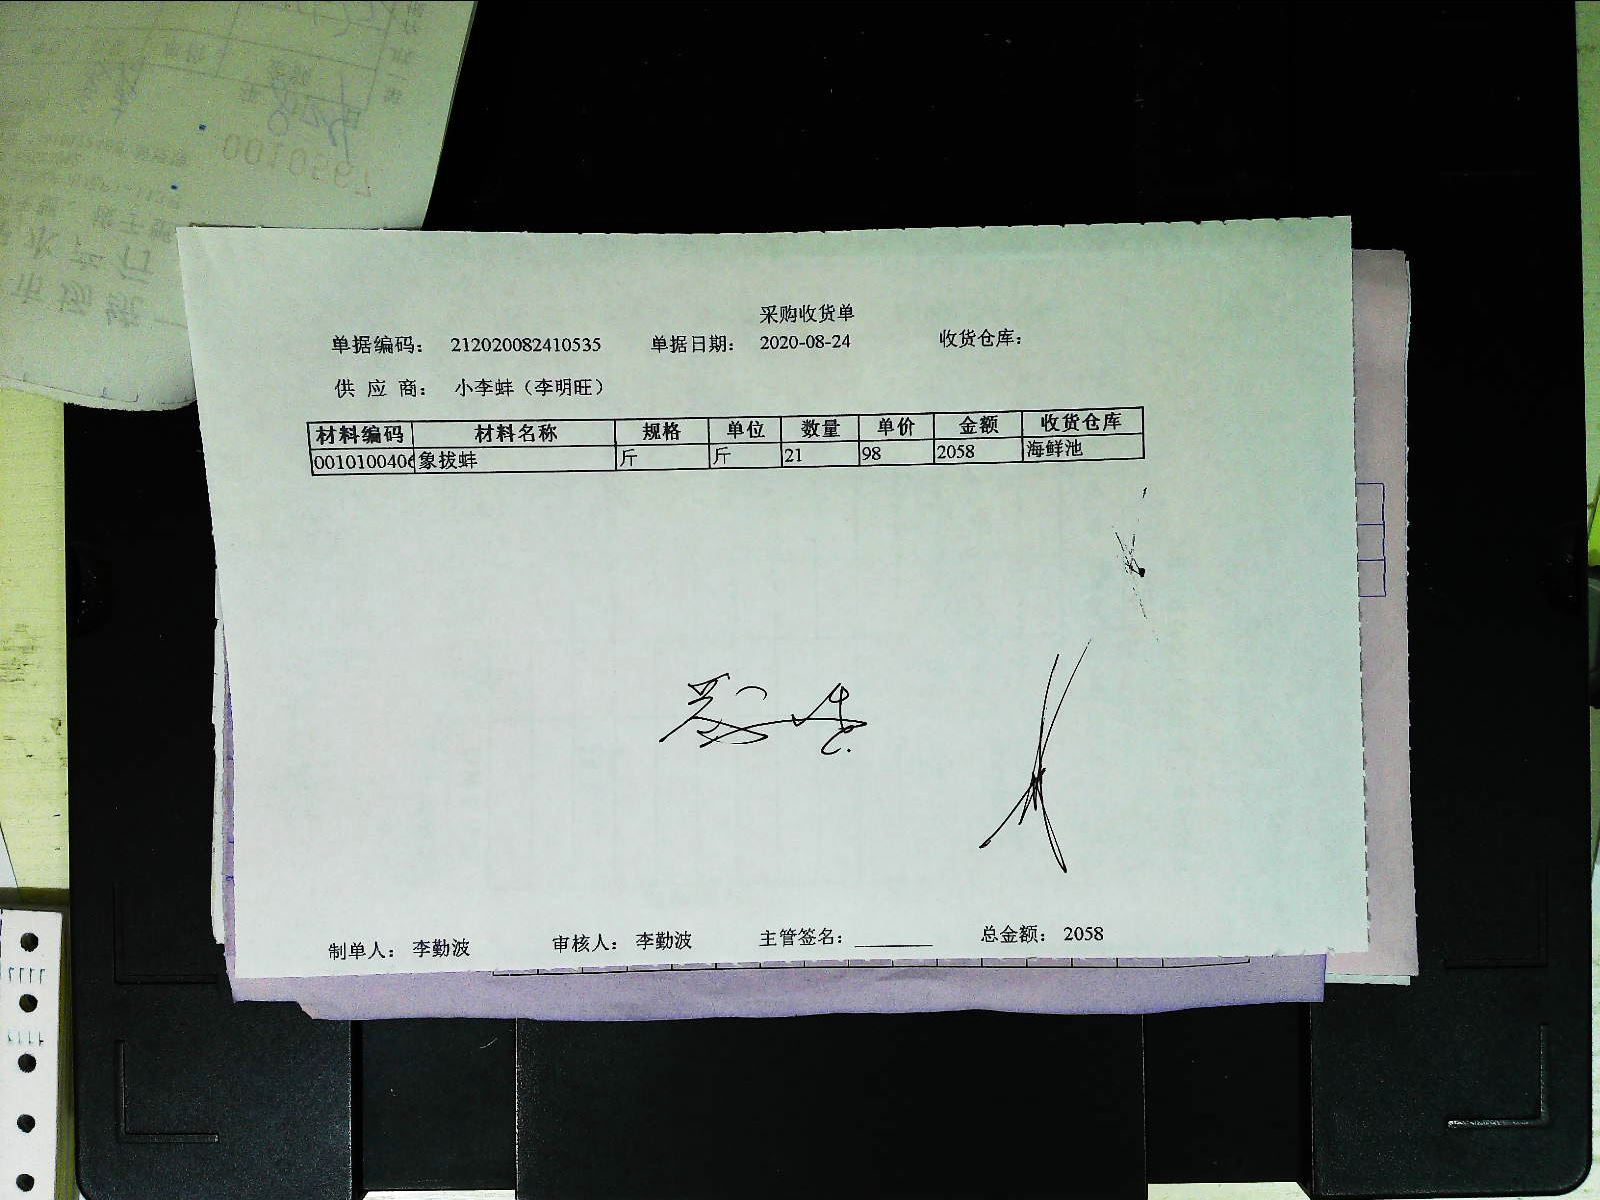 采购收货单
单据编码: 212020082410535 单据日期: 2020-08-24 收货仓库:
供 应 商: 小李蚌（李明旺）
材料编码 材料名称 规格 单位 数量 单价 金额 收货仓库
0010100406 象拔蚌 斤 斤 21 98 2058 海鲜池
制单人: 李勤波 审核人: 李勤波 主管签名: 总金额: 2058